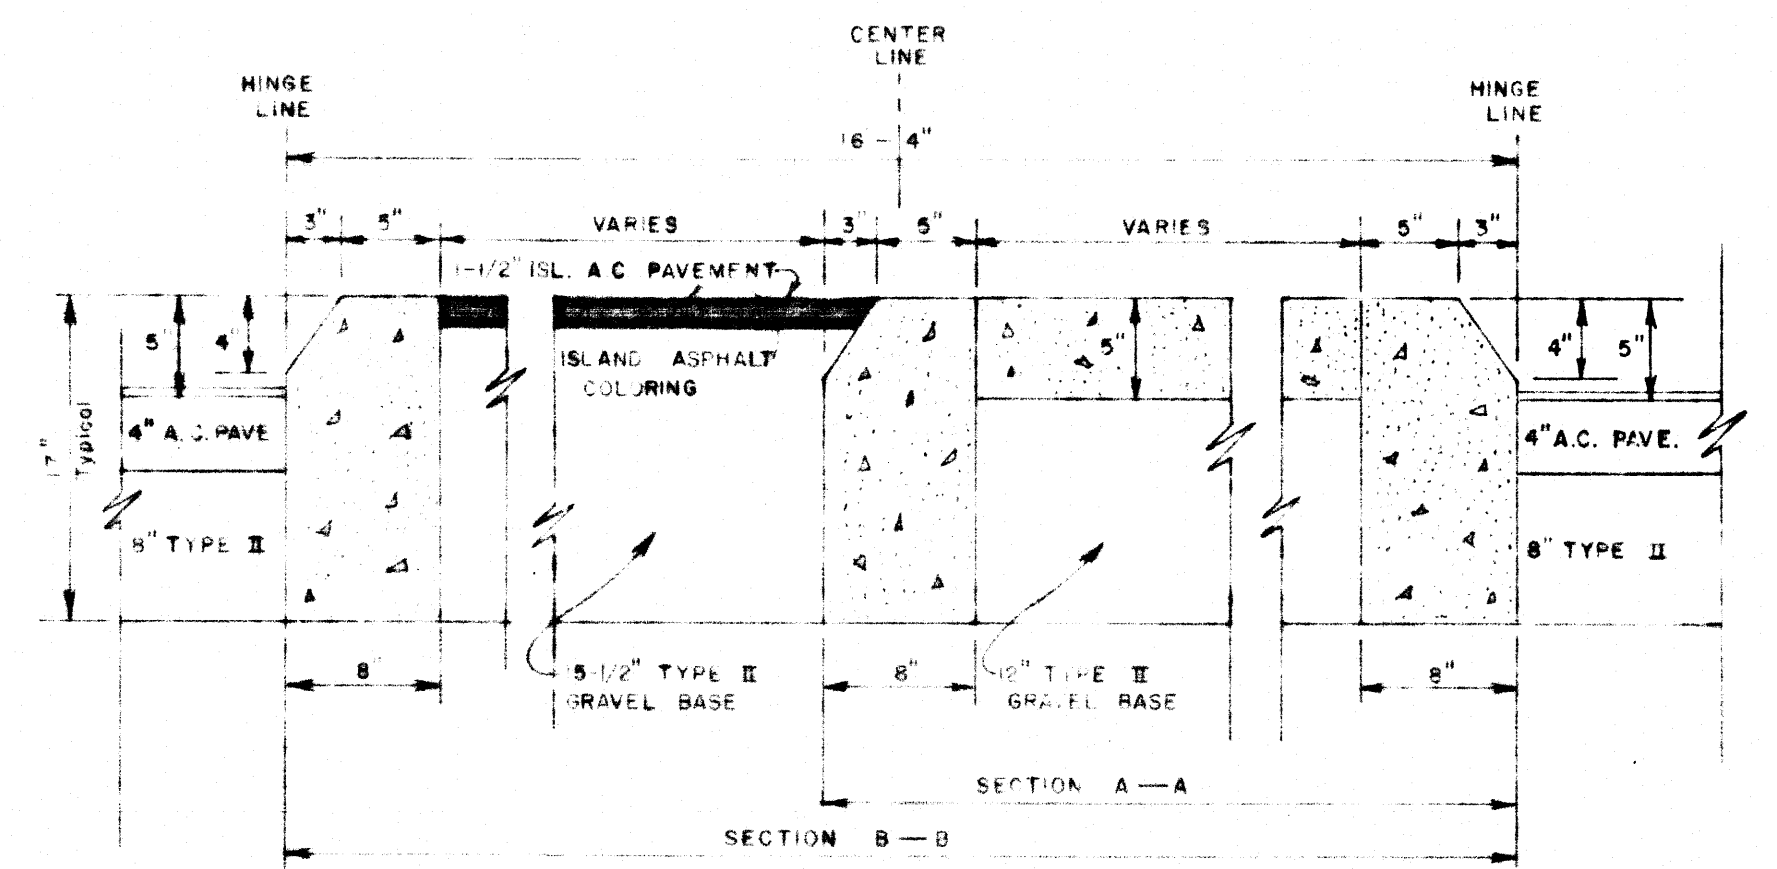 CENTER
LINE
HINGE
LINE
HINGE
LINE
16 - 4"
3"
5"
VARIES
3"
5"
VARIES
5"
3"
1-1/2" ISL. A.C. PAVEMENT
5"
4"
ISLAND ASPHALT
COLORING
5"
4"
5"
17"
Typical
4" A.C. PAVE
4" A.C. PAVE.
8" TYPE II
8" TYPE II
8"
15-1/2" TYPE II
GRAVEL BASE
8"
12" TYPE II
GRAVEL BASE
8"
SECTION A — A
SECTION B — B